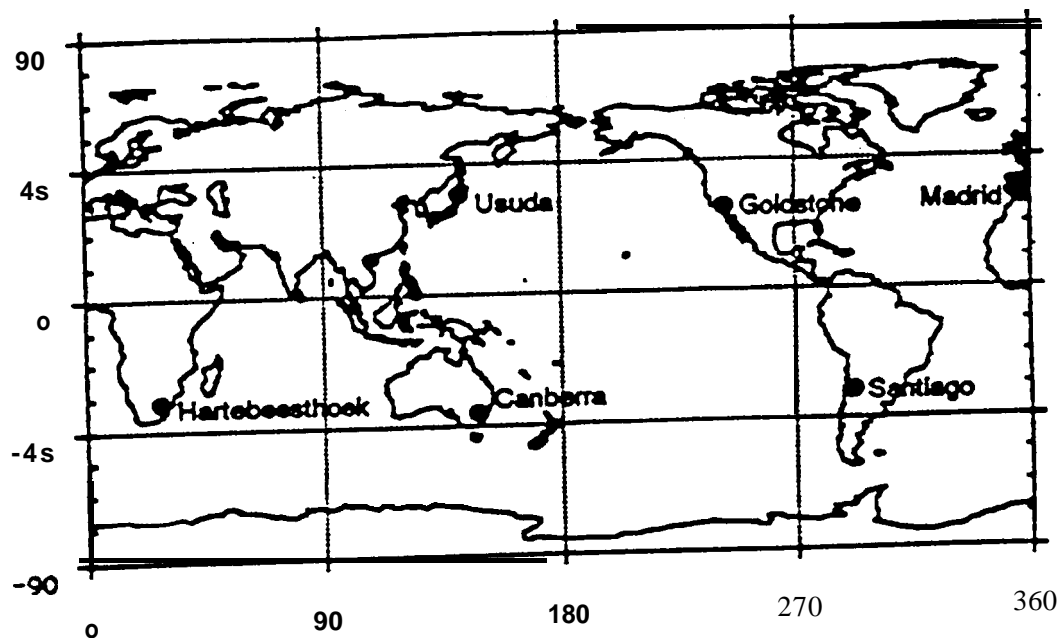 90
4s
Usuda
Goldstone
Madrid
o
Hartebeesthoek
Canberra
Santiago
-4s
-90
o
90
180
270
360